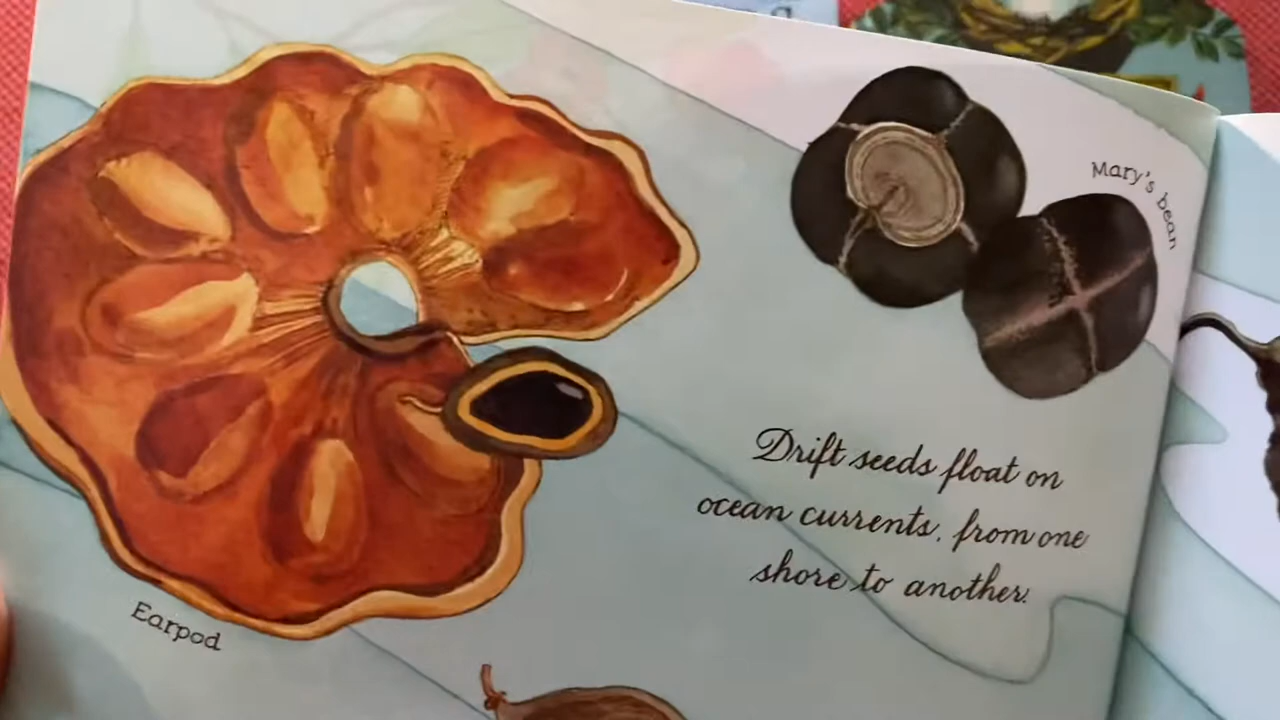 Mary's bean
Drift seeds float on
ocean currents, from one
shore to another.
Earpod